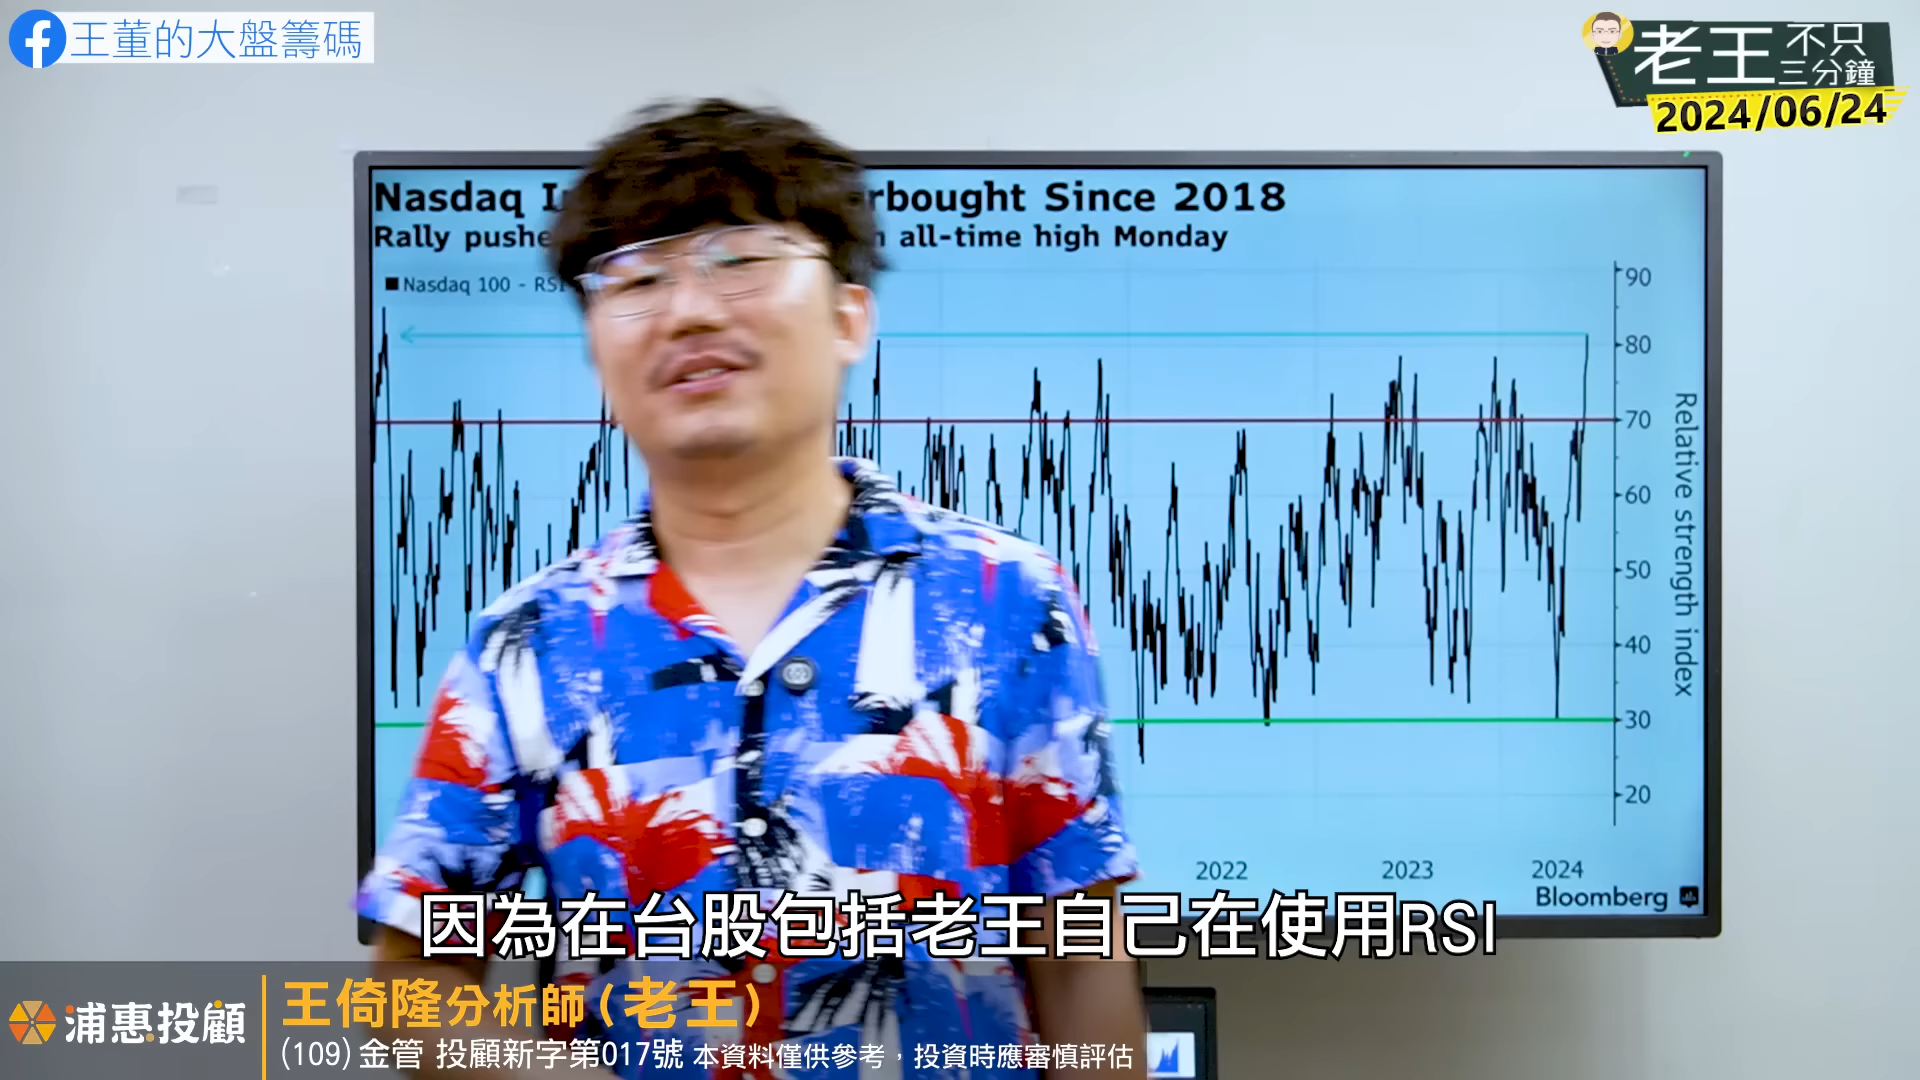 王董的大盤籌碼
老王不只三分鐘
2024/06/24
Nasdaq rbought Since 2018
Rally pushe all-time high Monday
Nasdaq 100 - RSI
90
80
70
60
50
40
30
20
Relative strength index
2022 2023 2024
Bloomberg
因為在台股包括老王自己在使用RSI
浦惠投顧
王倚隆分析師(老王)
(109)金管 投顧新字第017號 本資料僅供參考，投資時應審慎評估